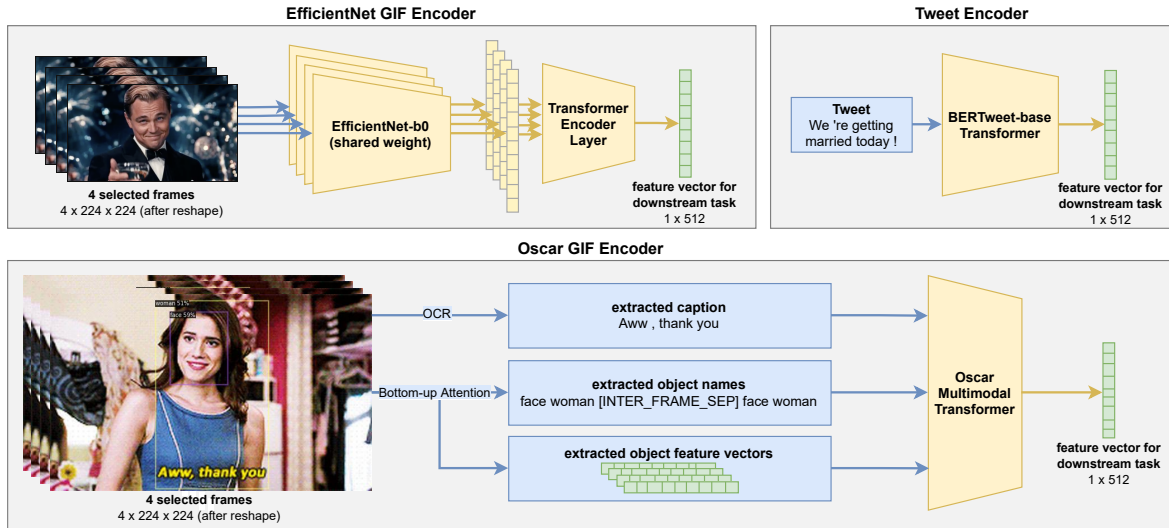 EfficientNet GIF Encoder
4 selected frames
4 x 224 x 224 (after reshape)
EfficientNet-b0
(shared weight)
Transformer
Encoder
Layer
feature vector for
downstream task
1 x 512
Tweet Encoder
Tweet
We 're getting
married today !
BERTweet-base
Transformer
feature vector for
downstream task
1 x 512
Oscar GIF Encoder
woman 51%
face 59%
Aww, thank you
4 selected frames
4 x 224 x 224 (after reshape)
OCR
Bottom-up Attention
extracted caption
Aww , thank you
extracted object names
face woman [INTER_FRAME_SEP] face woman
extracted object feature vectors
Oscar
Multimodal
Transformer
feature vector for
downstream task
1 x 512